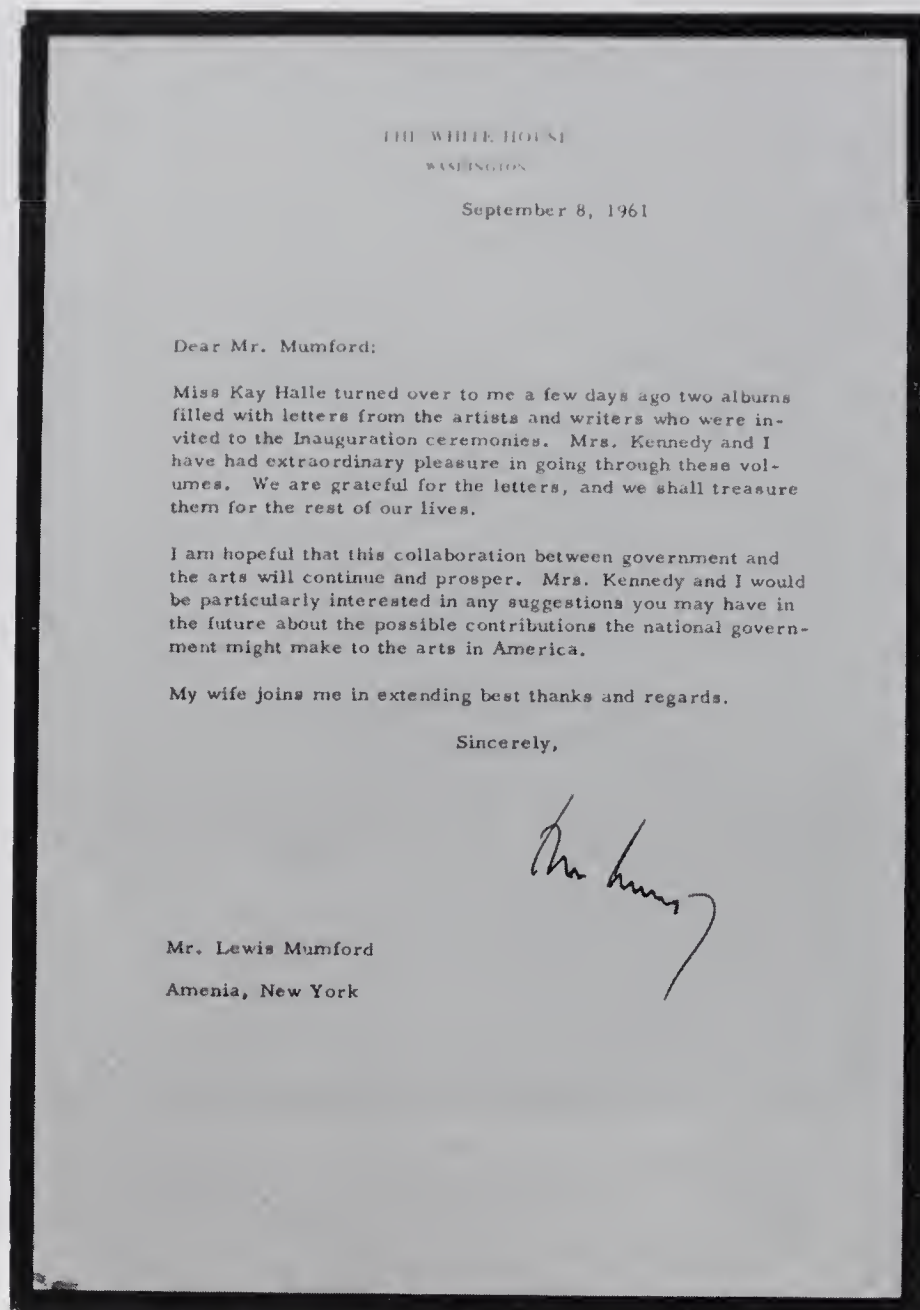 THE WHITE HOUSE
WASHINGTON
September 8, 1961
Dear Mr. Mumford:
Miss Kay Halle turned over to me a few days ago two albums
filled with letters from the artists and writers who were in-
vited to the Inauguration ceremonies. Mrs. Kennedy and I
have had extraordinary pleasure in going through these vol-
umes. We are grateful for the letters, and we shall treasure
them for the rest of our lives.
I am hopeful that this collaboration between government and
the arts will continue and prosper. Mrs. Kennedy and I would
be particularly interested in any suggestions you may have in
the future about the possible contributions the national govern-
ment might make to the arts in America.
My wife joins me in extending best thanks and regards.
Sincerely,
Mr. Lewis Mumford
Amenia, New York